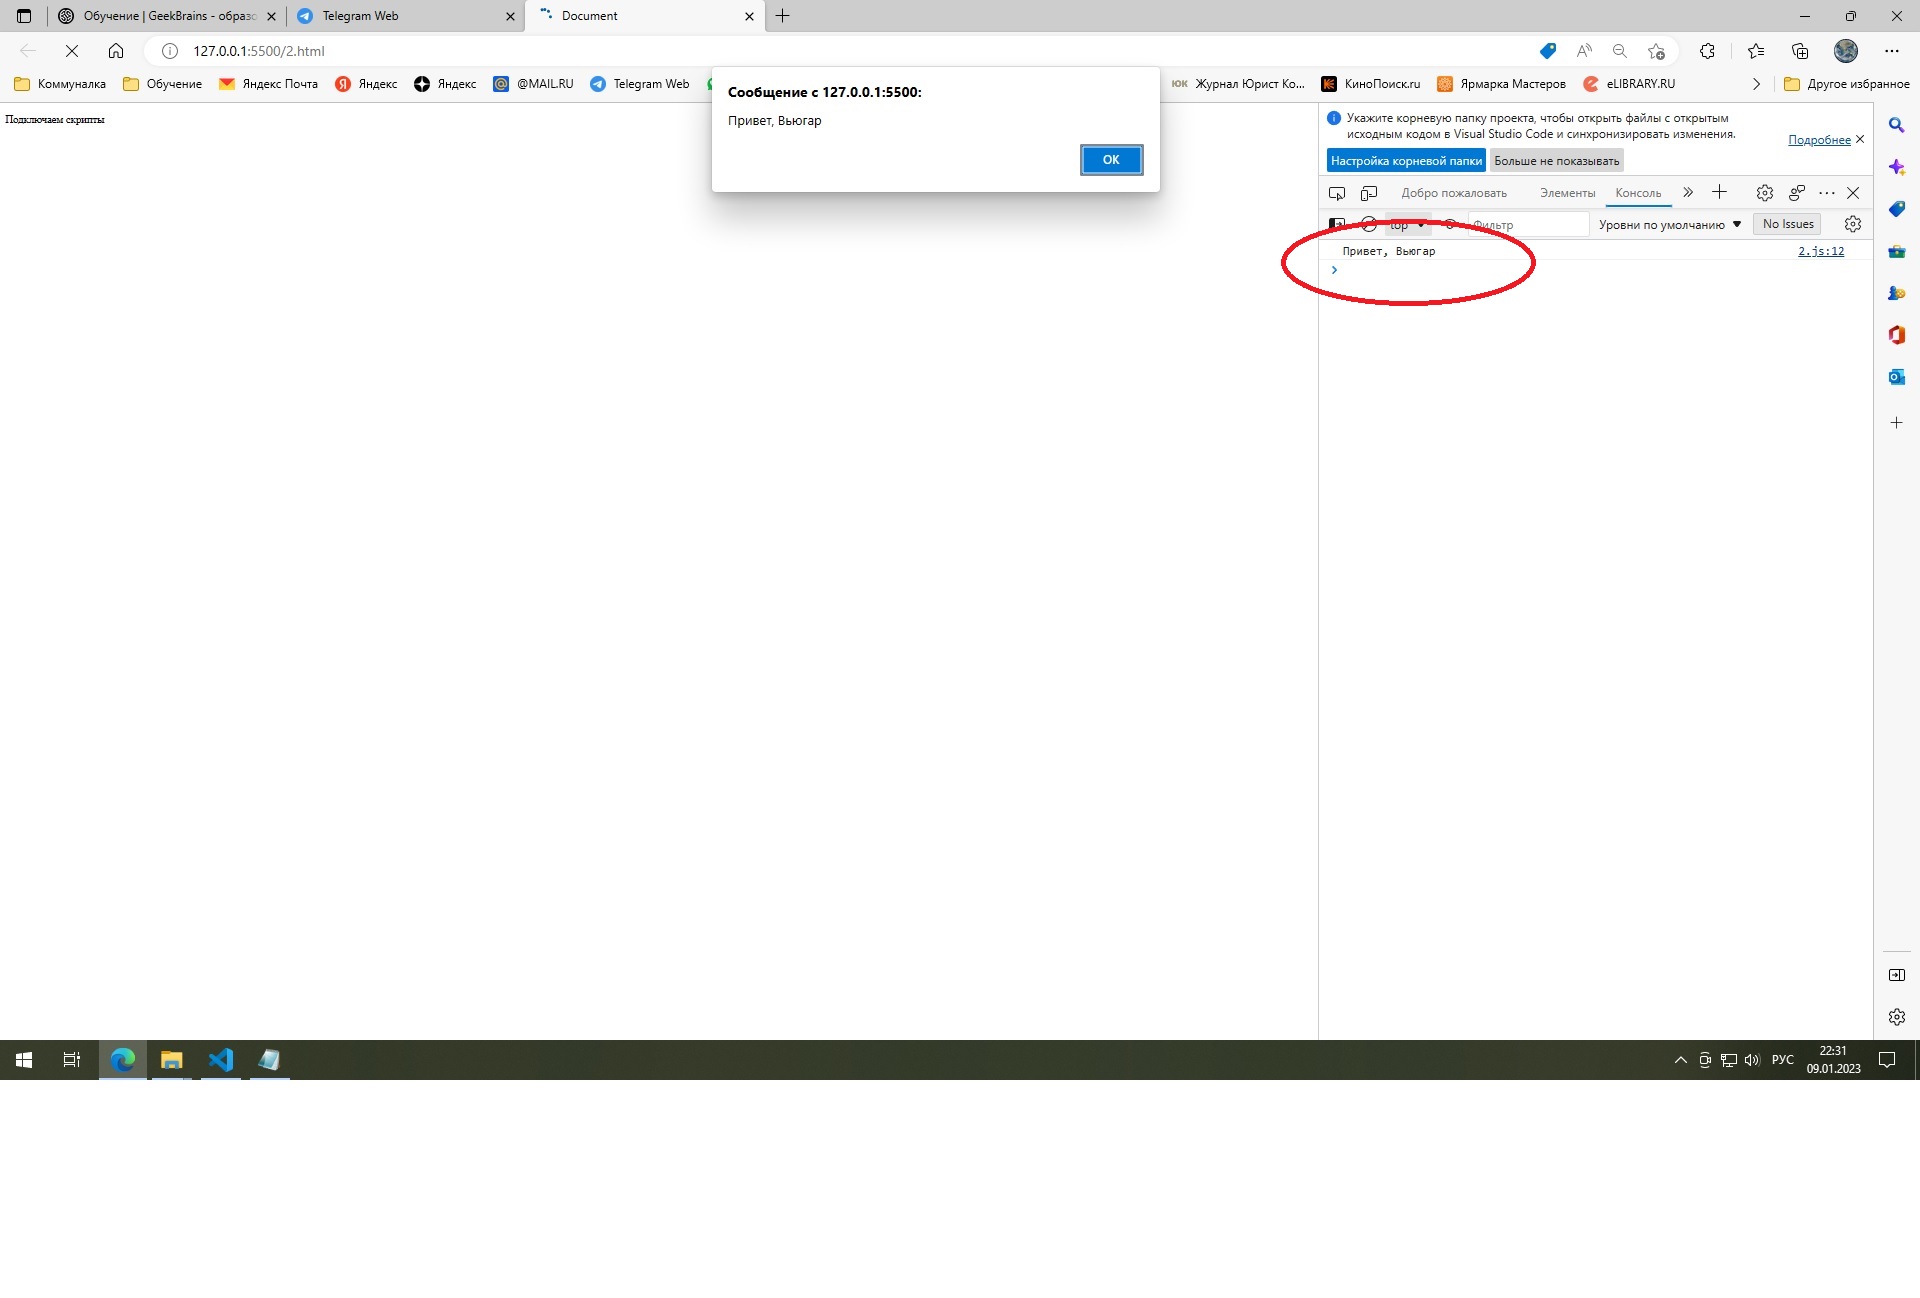 Обучение | GeekBrains - образо
Telegram Web
Document
127.0.0.1:5500/2.html
Коммуналка
Обучение
Яндекс Почта
Яндекс
Яндекс
@MAIL.RU
Telegram Web
Журнал Юрист Ко...
КиноПоиск.ru
Ярмарка Мастеров
eLIBRARY.RU
Другое избранное
Подключаем скрипты
Сообщение с 127.0.0.1:5500:
Привет, Вьюгар
ОК
Укажите корневую папку проекта, чтобы открыть файлы с открытым
исходным кодом в Visual Studio Code и синхронизировать изменения.
Подробнее
Настройка корневой папки
Больше не показывать
Добро пожаловать
Элементы
Консоль
top
Фильтр
Уровни по умолчанию
No Issues
Привет, Вьюгар
2.js:12
РУС
22:31
09.01.2023